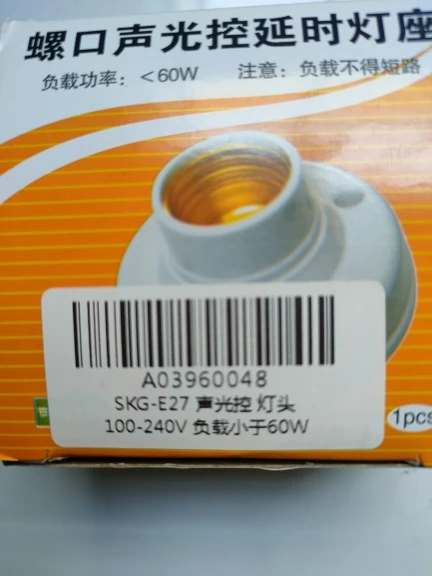 螺口声光控延时灯座
负载功率：＜60W 注意：负载不得短路
A03960048
SKG-E27 声光控 灯头
100-240V 负载小于60W
1pcs